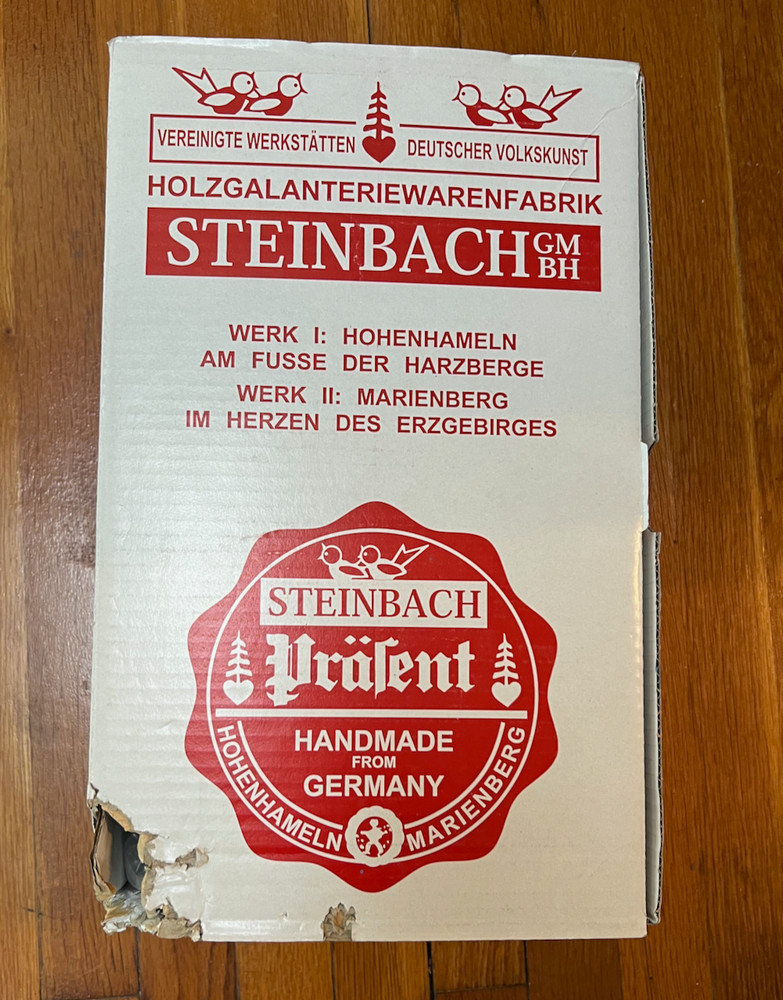 VEREINIGTE WERKSTÄTTEN DEUTSCHER VOLKSKUNST
HOLZGALANTERIEWARENFABRIK
STEINBACH GM
BH
WERK I: HOHENHAMELN
AM FUSSE DER HARZBERGE
WERK II: MARIENBERG
IM HERZEN DES ERZGEBIRGES
STEINBACH
Präſent
HANDMADE
FROM
GERMANY
HOHENHAMELN MARIENBERG